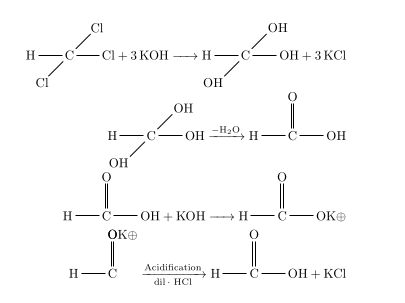 Cl OH
H C Cl + 3 KOH ⟶ H C OH + 3 KCl
Cl OH
OH O
H C OH −H₂O H C OH
OH
O O
H C OH + KOH ⟶ H C OK⊕
OK⊕ O
H C Acidification dil · HCl H C OH + KCl